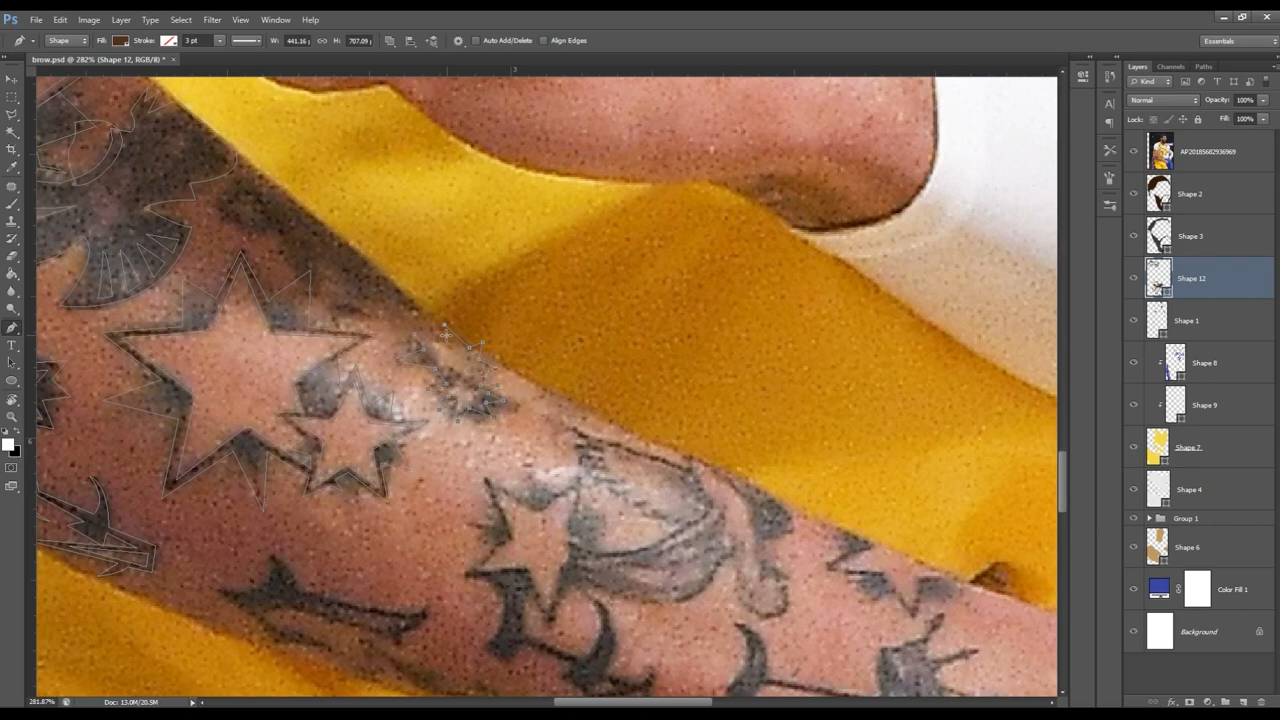 Ps File Edit Image Layer Type Select Filter View Window Help
Shape Fill: Stroke: 3 pt W: 441.16 H: 707.09 Auto Add/Delete Align Edges Essentials
brow.psd @ 282% (Shape 12, RGB/8) * ×
3
6
Layers Channels Paths
Kind
Normal Opacity: 100%
Lock: Fill: 100%
AP20185682936969
Shape 2
Shape 3
Shape 12
Shape 1
Shape 8
Shape 9
Shape 7
Shape 4
Group 1
Shape 6
Color Fill 1
Background
281.87% Doc: 13.0M/20.5M